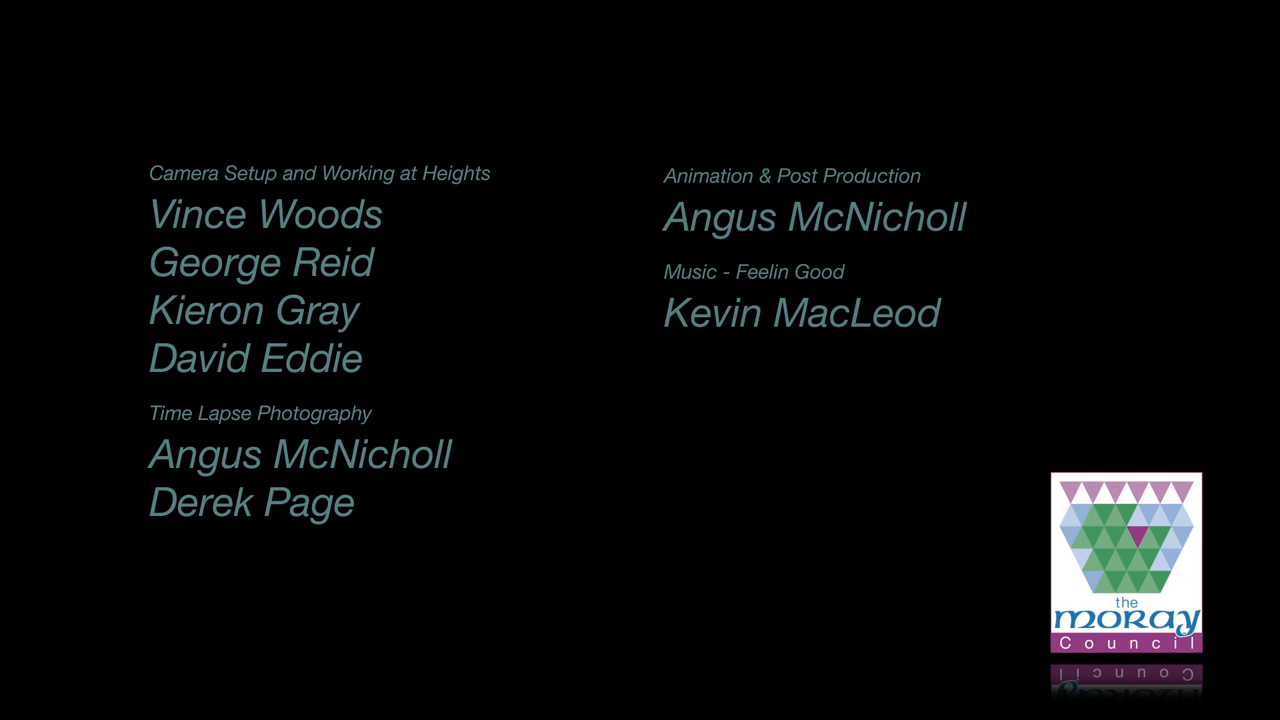 Camera Setup and Working at Heights
Vince Woods
George Reid
Kieron Gray
David Eddie
Time Lapse Photography
Angus McNicholl
Derek Page
Animation & Post Production
Angus McNicholl
Music - Feelin Good
Kevin MacLeod
the
moray
Council